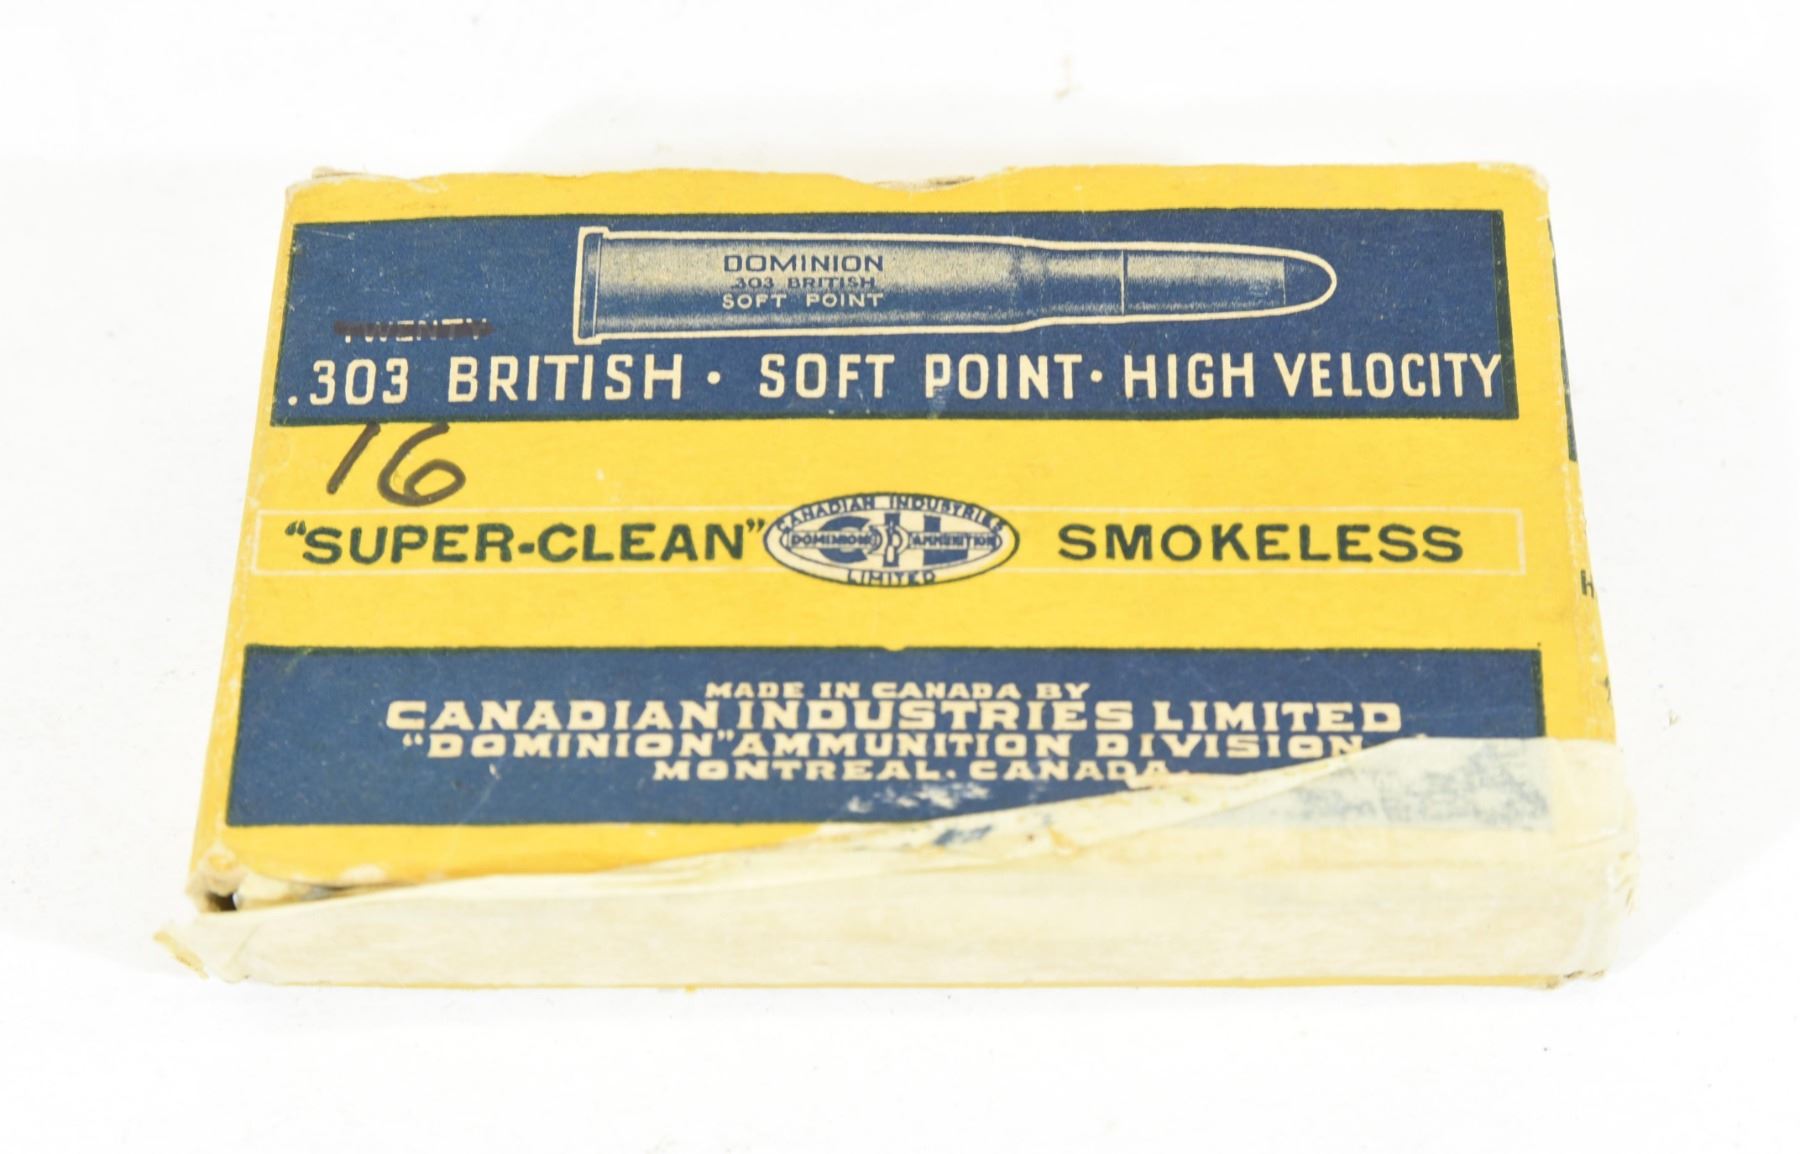 DOMINION
.303 BRITISH
SOFT POINT
TWENTY
.303 BRITISH · SOFT POINT · HIGH VELOCITY
16
"SUPER-CLEAN" SMOKELESS
CANADIAN INDUSTRIES
C-I-L
DOMINION AMMUNITION
LIMITED
MADE IN CANADA BY
CANADIAN INDUSTRIES LIMITED
"DOMINION" AMMUNITION DIVISION
MONTREAL · CANADA.
H